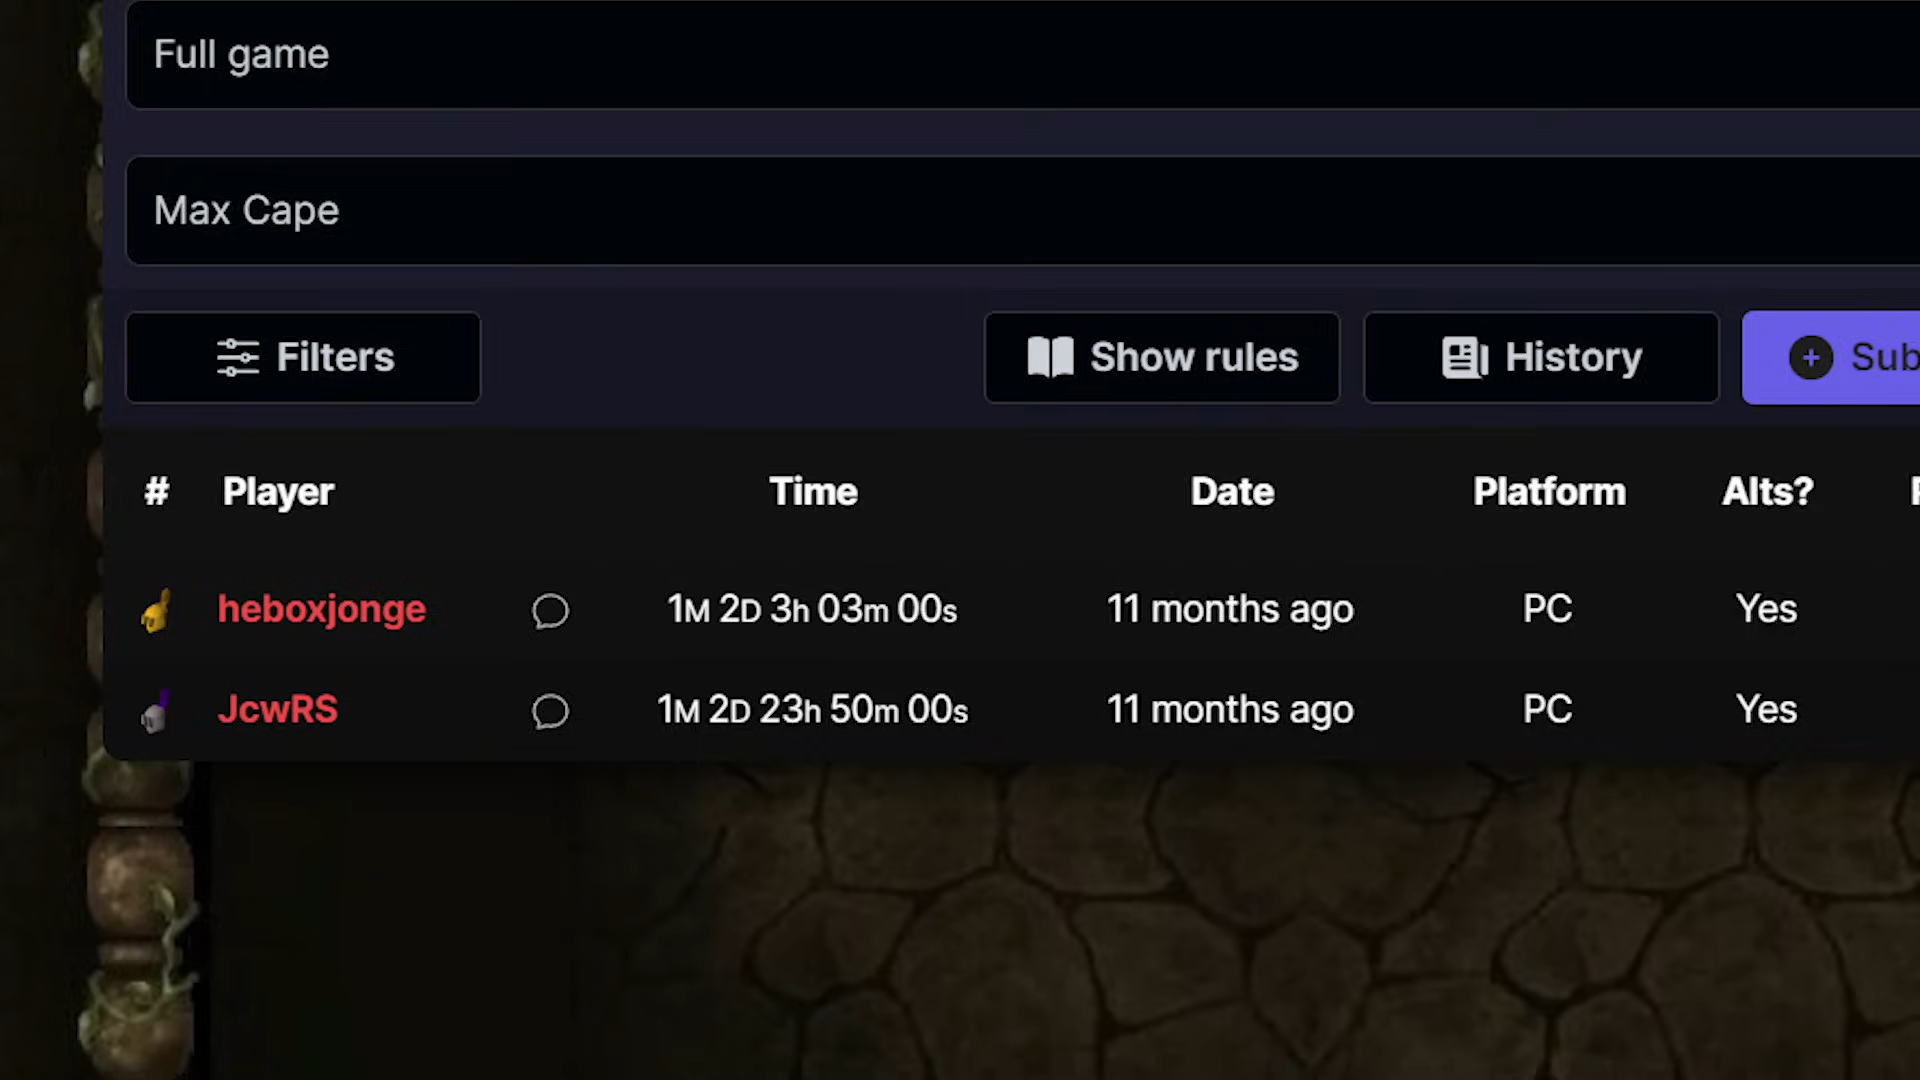 Full game
Max Cape
Filters Show rules History Sub
# Player Time Date Platform Alts?
heboxjonge 1M 2D 3h 03m 00s 11 months ago PC Yes
JcwRS 1M 2D 23h 50m 00s 11 months ago PC Yes